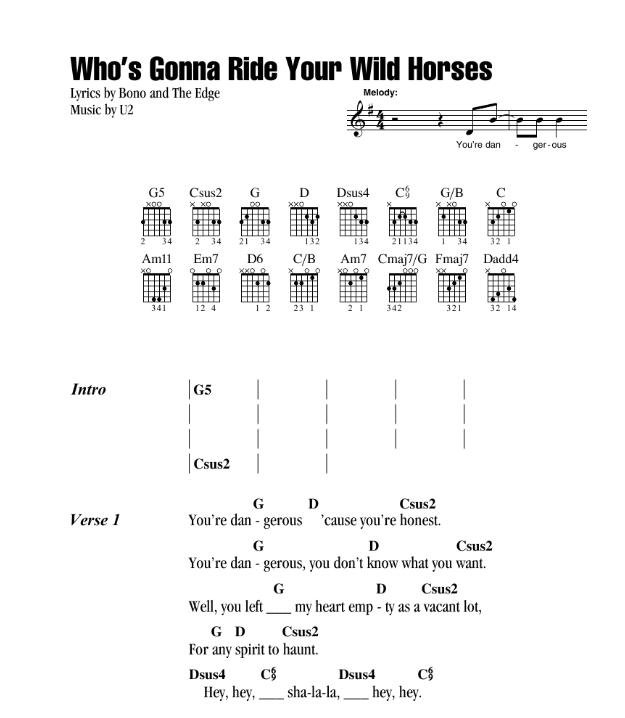 Who's Gonna Ride Your Wild Horses
Lyrics by Bono and The Edge
Music by U2
Melody:
You're dan - ger - ous
G5 Csus2 G D Dsus4 C6/9 G/B C
2 34 2 34 21 34 132 134 21134 1 34 32 1
Am11 Em7 D6 C/B Am7 Cmaj7/G Fmaj7 Dadd4
341 12 4 1 2 23 1 2 1 342 321 32 14
Intro G5
Csus2
G D Csus2
Verse 1 You're dan - gerous 'cause you're honest.
G D Csus2
You're dan - gerous, you don't know what you want.
G D Csus2
Well, you left ___ my heart emp - ty as a vacant lot,
G D Csus2
For any spirit to haunt.
Dsus4 C6/9 Dsus4 C6/9
Hey, hey, ___ sha-la-la, ___ hey, hey.